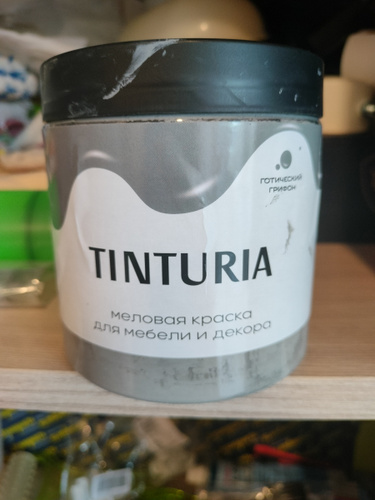 ГОТИЧЕСКИЙ
ГРИФОН
TINTURIA
меловая краска
для мебели и декора